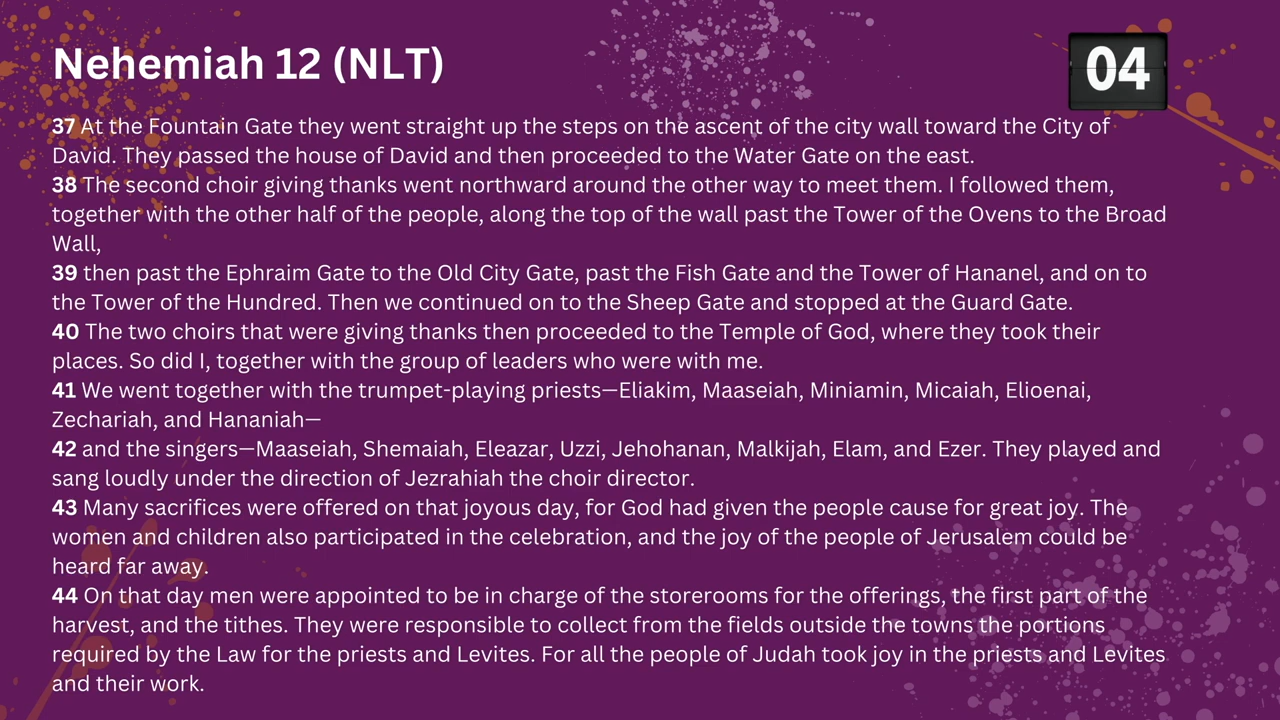 Nehemiah 12 (NLT)
04
37 At the Fountain Gate they went straight up the steps on the ascent of the city wall toward the City of
David. They passed the house of David and then proceeded to the Water Gate on the east.
38 The second choir giving thanks went northward around the other way to meet them. I followed them,
together with the other half of the people, along the top of the wall past the Tower of the Ovens to the Broad
Wall,
39 then past the Ephraim Gate to the Old City Gate, past the Fish Gate and the Tower of Hananel, and on to
the Tower of the Hundred. Then we continued on to the Sheep Gate and stopped at the Guard Gate.
40 The two choirs that were giving thanks then proceeded to the Temple of God, where they took their
places. So did I, together with the group of leaders who were with me.
41 We went together with the trumpet-playing priests—Eliakim, Maaseiah, Miniamin, Micaiah, Elioenai,
Zechariah, and Hananiah—
42 and the singers—Maaseiah, Shemaiah, Eleazar, Uzzi, Jehohanan, Malkijah, Elam, and Ezer. They played and
sang loudly under the direction of Jezrahiah the choir director.
43 Many sacrifices were offered on that joyous day, for God had given the people cause for great joy. The
women and children also participated in the celebration, and the joy of the people of Jerusalem could be
heard far away.
44 On that day men were appointed to be in charge of the storerooms for the offerings, the first part of the
harvest, and the tithes. They were responsible to collect from the fields outside the towns the portions
required by the Law for the priests and Levites. For all the people of Judah took joy in the priests and Levites
and their work.